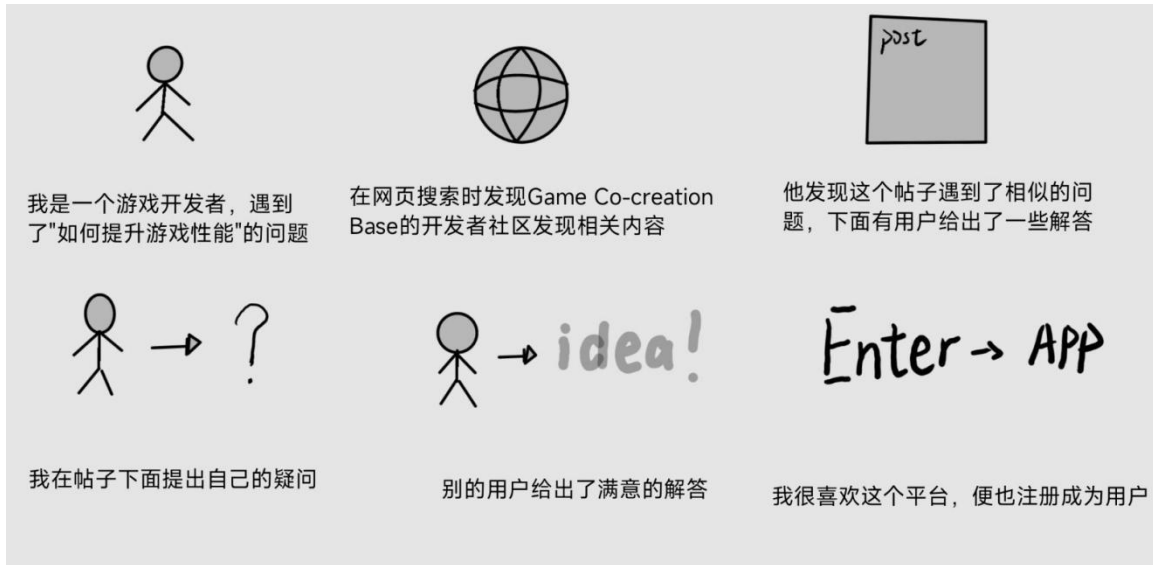 post
我是一个游戏开发者，遇到
了"如何提升游戏性能"的问题
在网页搜索时发现Game Co-creation
Base的开发者社区发现相关内容
他发现这个帖子遇到了相似的问
题，下面有用户给出了一些解答
?
idea!
Enter→ APP
我在帖子下面提出自己的疑问
别的用户给出了满意的解答
我很喜欢这个平台，便也注册成为用户